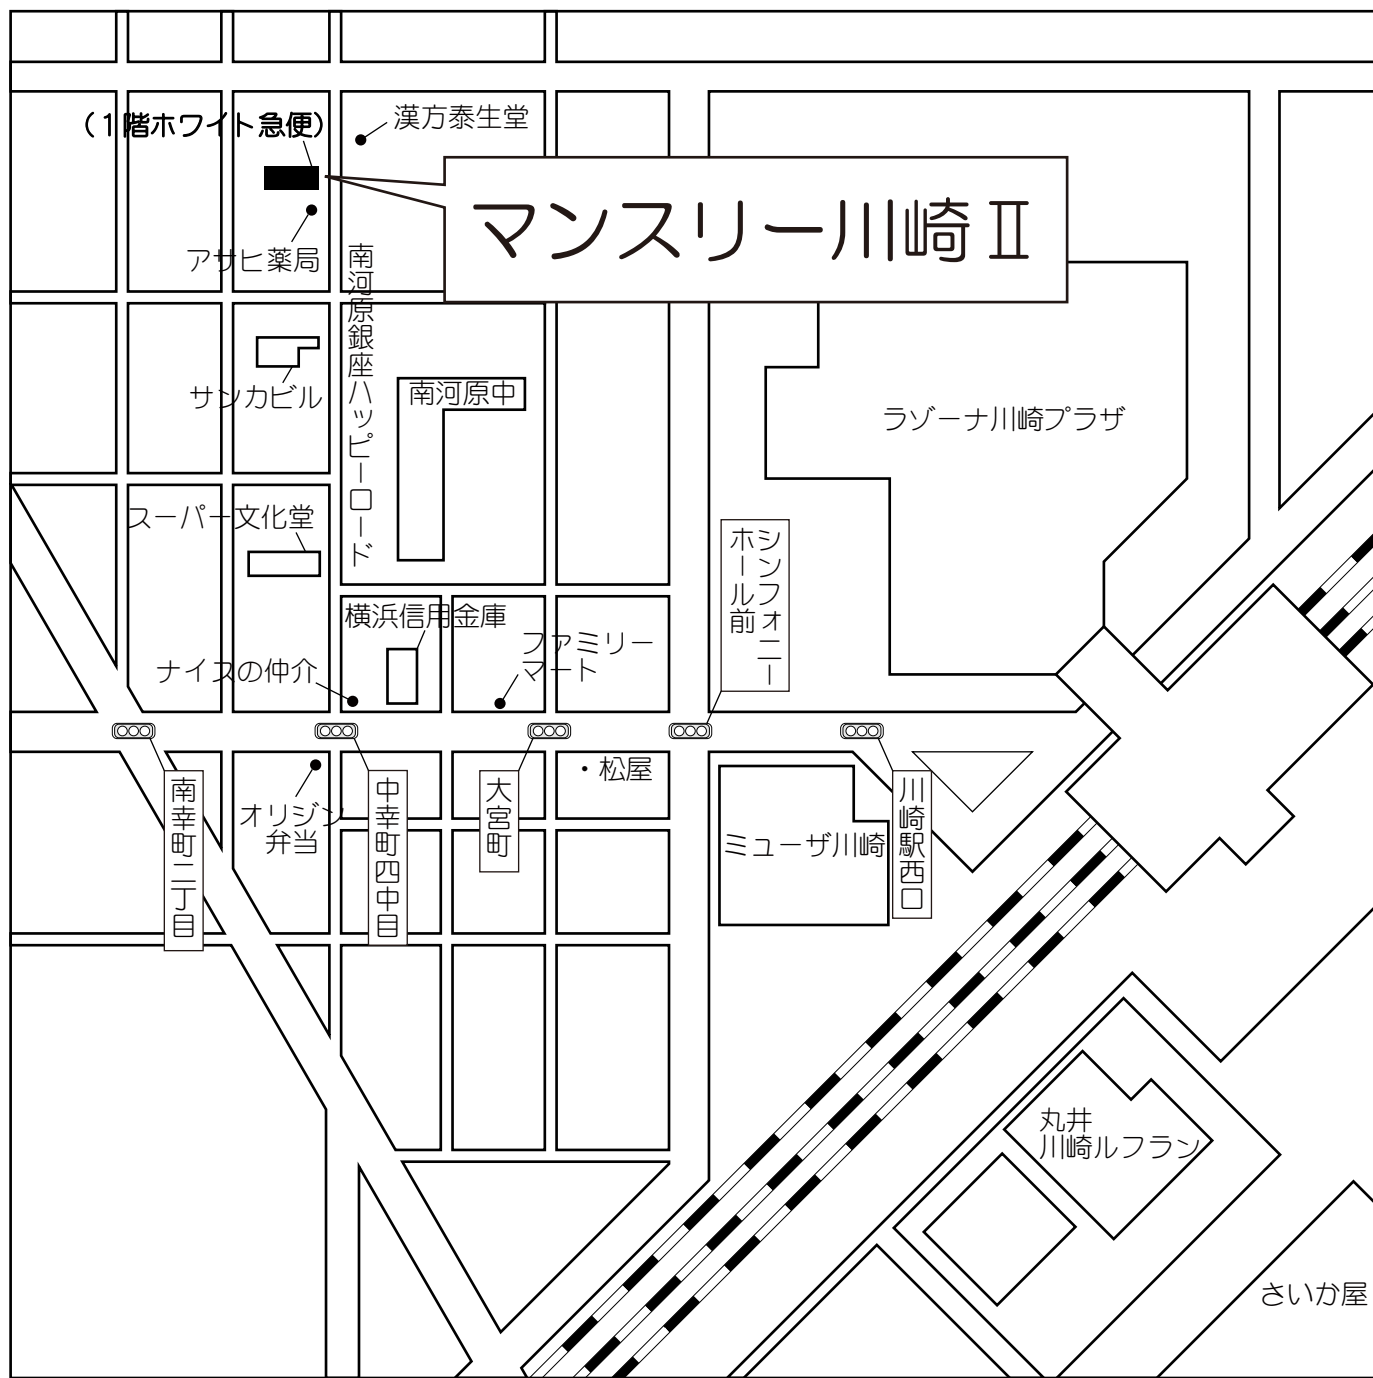 （1階ホワイト急便）
漢方泰生堂
マンスリー川崎Ⅱ
アサヒ薬局
南河原銀座ハッピーロード
サンカビル
南河原中
ラゾーナ川崎プラザ
スーパー文化堂
シンフォニー
ホール前
横浜信用金庫
ファミリー
マート
ナイスの仲介
・松屋
南幸町二丁目
オリジン
弁当
中幸町四中目
大宮町
ミューザ川崎
川崎駅西口
丸井
川崎ルフラン
さいか屋